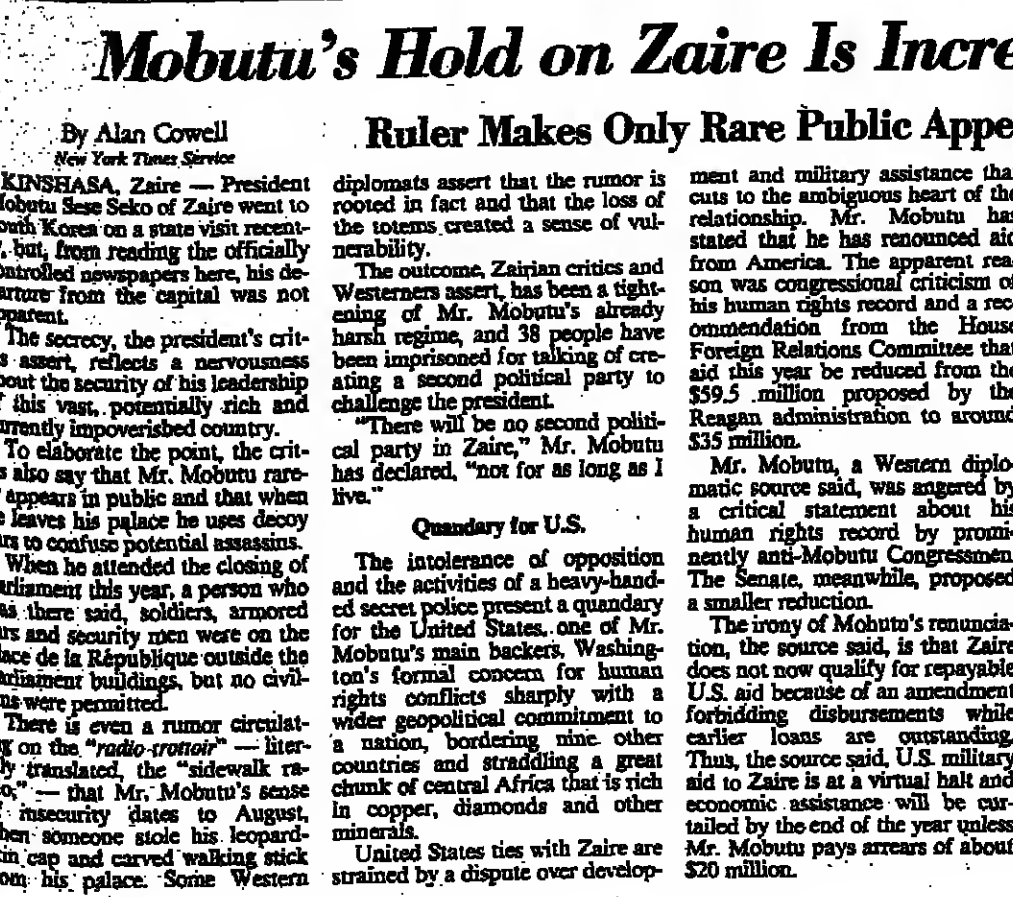 Mobutu's Hold on Zaire Is Incre
Ruler Makes Only Rare Public Appe
By Alan Cowell
New York Times Service
KINSHASA, Zaire — President
lobutu Sese Seko of Zaire went to
outh Korea on a state visit recent-
, but, from reading the officially
ontrolled newspapers here, his de-
arture from the capital was not
pparent.
The secrecy, the president's crit-
s assert, reflects a nervousness
bout the security of his leadership
f this vast, potentially rich and
urrently impoverished country.
To elaborate the point, the crit-
s also say that Mr. Mobutu rare-
appears in public and that when
e leaves his palace he uses decoy
ars to confuse potential assassins.
When he attended the closing of
arliament this year, a person who
as there said, soldiers, armored
ars and security men were on the
lace de la République outside the
arliament buildings, but no civil-
ns were permitted.
There is even a rumor circulat-
g on the "radio-trottoir" — liter-
ly translated, the "sidewalk ra-
o," — that Mr. Mobutu's sense
f insecurity dates to August,
hen someone stole his leopard-
in cap and carved walking stick
om his palace. Some Western
diplomats assert that the rumor is
rooted in fact and that the loss of
the totems created a sense of vul-
nerability.
The outcome, Zairian critics and
Westerners assert, has been a tight-
ening of Mr. Mobutu's already
harsh regime, and 38 people have
been imprisoned for talking of cre-
ating a second political party to
challenge the president.
"There will be no second politi-
cal party in Zaire," Mr. Mobutu
has declared, "not for as long as I
live."
Quandary for U.S.
The intolerance of opposition
and the activities of a heavy-hand-
ed secret police present a quandary
for the United States, one of Mr.
Mobutu's main backers. Washing-
ton's formal concern for human
rights conflicts sharply with a
wider geopolitical commitment to
a nation, bordering nine other
countries and straddling a great
chunk of central Africa that is rich
in copper, diamonds and other
minerals.
United States ties with Zaire are
strained by a dispute over develop-
ment and military assistance tha
cuts to the ambiguous heart of the
relationship. Mr. Mobutu has
stated that he has renounced aid
from America. The apparent rea-
son was congressional criticism of
his human rights record and a rec-
ommendation from the House
Foreign Relations Committee that
aid this year be reduced from the
$59.5 million proposed by the
Reagan administration to around
$35 million.
Mr. Mobutu, a Western diplo-
matic source said, was angered by
a critical statement about his
human rights record by promi-
nently anti-Mobutu Congressmen.
The Senate, meanwhile, proposed
a smaller reduction.
The irony of Mobutu's renuncia-
tion, the source said, is that Zaire
does not now qualify for repayable
U.S. aid because of an amendment
forbidding disbursements while
earlier loans are outstanding.
Thus, the source said, U.S. military
aid to Zaire is at a virtual halt and
economic assistance will be cur-
tailed by the end of the year unless
Mr. Mobutu pays arrears of about
$20 million.